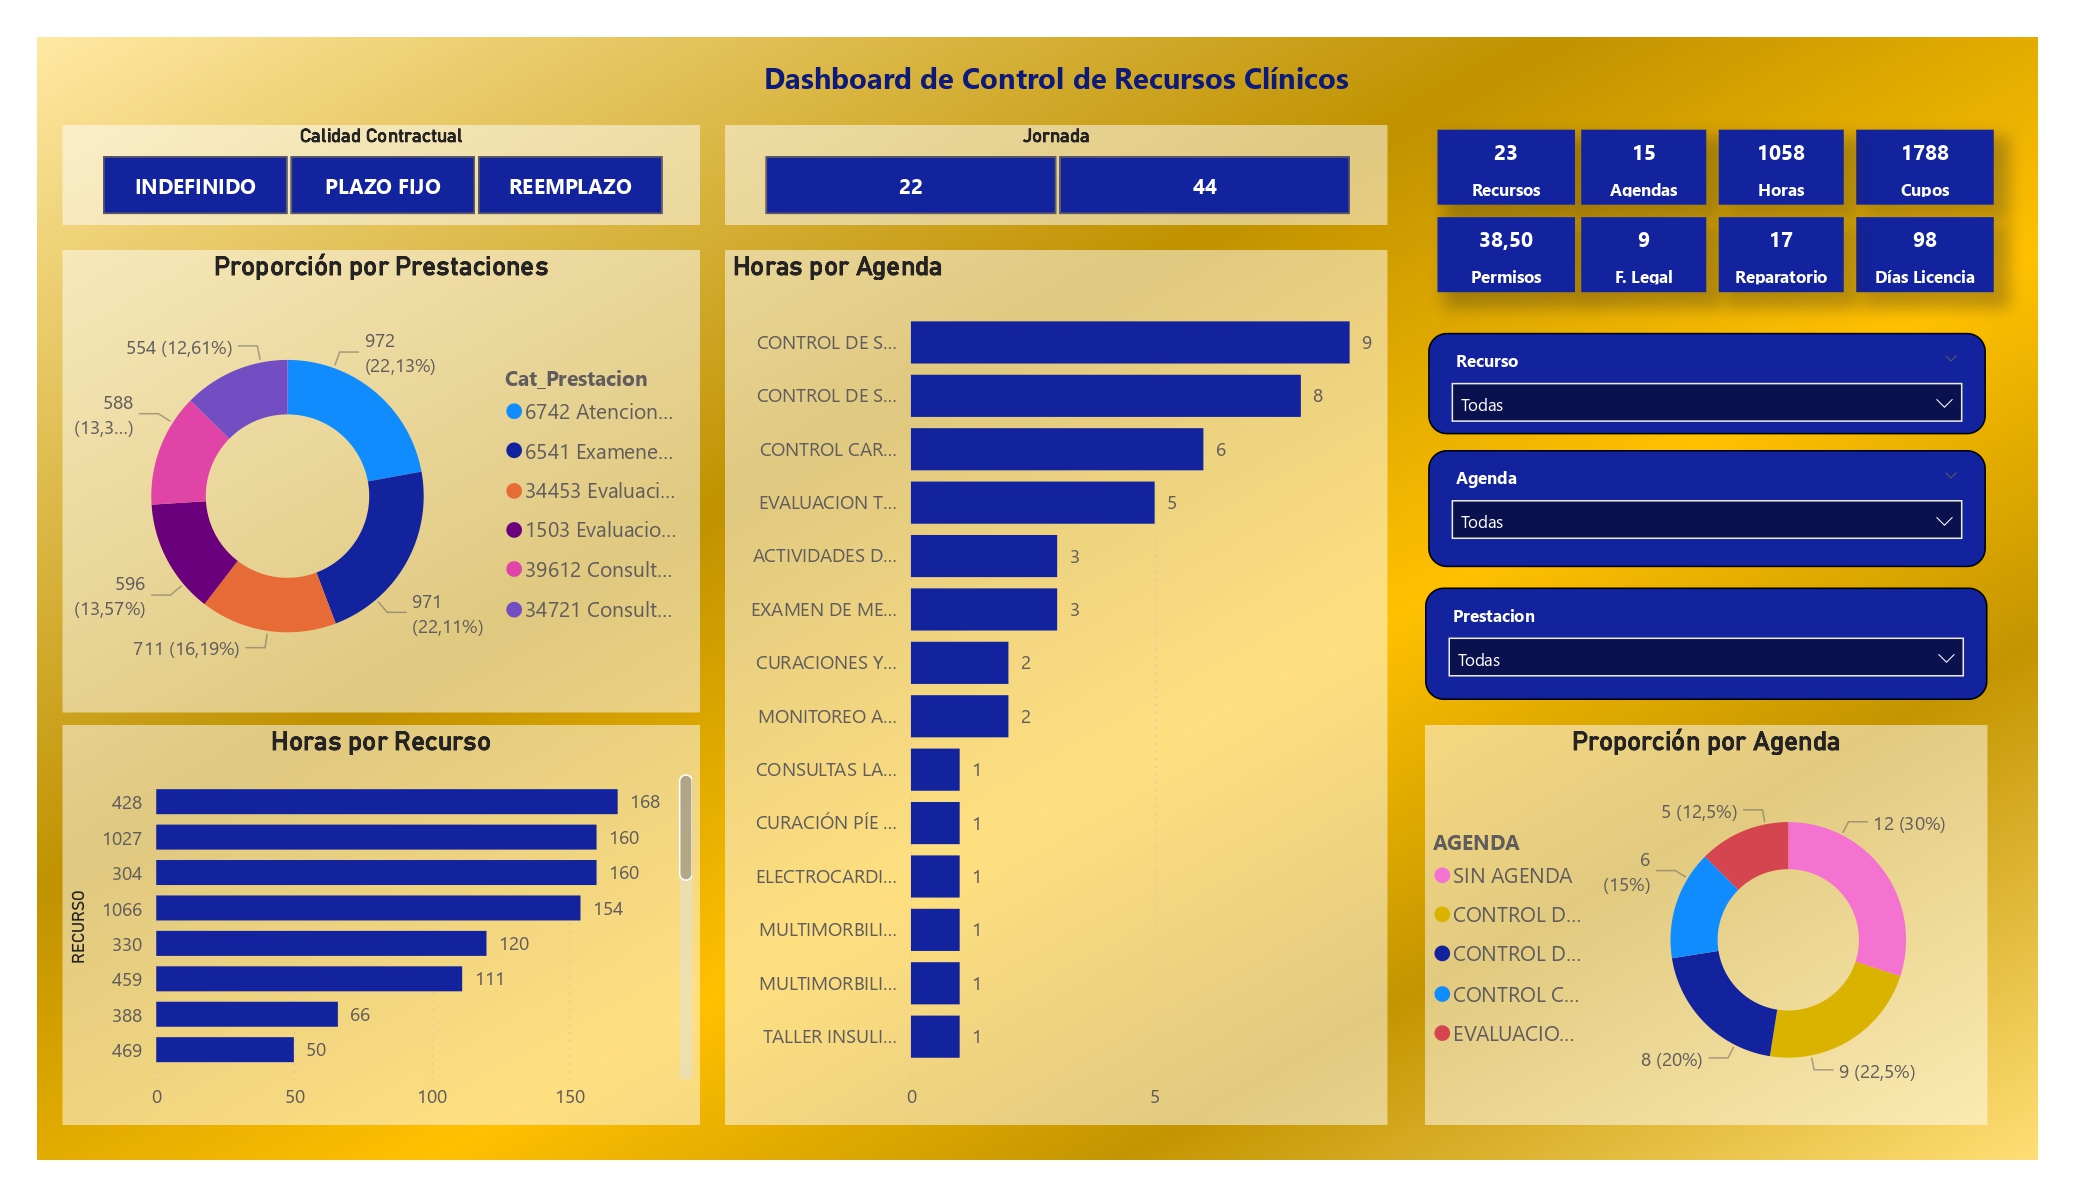 Dashboard de Control de Recursos Clínicos
Calidad Contractual
INDEFINIDO
PLAZO FIJO
REEMPLAZO
Jornada
22
44
23
Recursos
15
Agendas
1058
Horas
1788
Cupos
38,50
Permisos
9
F. Legal
17
Reparatorio
98
Días Licencia
Proporción por Prestaciones
972
(22,13%)
971
(22,11%)
711 (16,19%)
596
(13,57%)
588
(13,3...)
554 (12,61%)
Cat_Prestacion
6742 Atencion...
6541 Examene...
34453 Evaluaci...
1503 Evaluacio...
39612 Consult...
34721 Consult...
Horas por Agenda
CONTROL DE S... 9
CONTROL DE S... 8
CONTROL CAR... 6
EVALUACION T... 5
ACTIVIDADES D... 3
EXAMEN DE ME... 3
CURACIONES Y... 2
MONITOREO A... 2
CONSULTAS LA... 1
CURACIÓN PÍE ... 1
ELECTROCARDI... 1
MULTIMORBILI... 1
MULTIMORBILI... 1
TALLER INSULI... 1
0 5
Recurso
Todas
Agenda
Todas
Prestacion
Todas
Horas por Recurso
RECURSO
428 168
1027 160
304 160
1066 154
330 120
459 111
388 66
469 50
0 50 100 150
Proporción por Agenda
AGENDA
SIN AGENDA
CONTROL D...
CONTROL D...
CONTROL C...
EVALUACIO...
12 (30%)
9 (22,5%)
8 (20%)
6
(15%)
5 (12,5%)